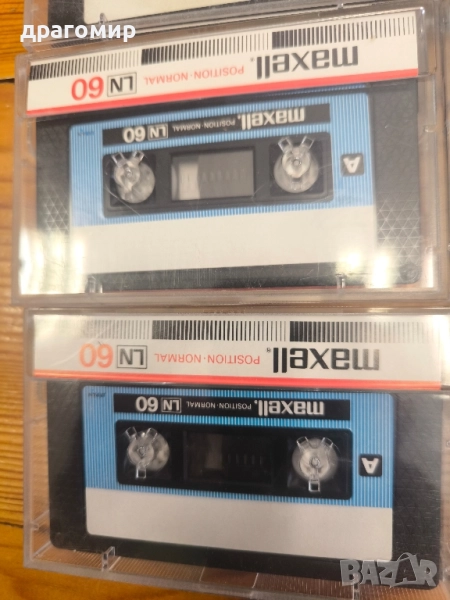 драгомир
maxell. POSITION·NORMAL LN 60
maxell. POSITION·NORMAL LN 60
A
maxell. POSITION·NORMAL LN 60
maxell. POSITION·NORMAL LN 60
A
BAZAR